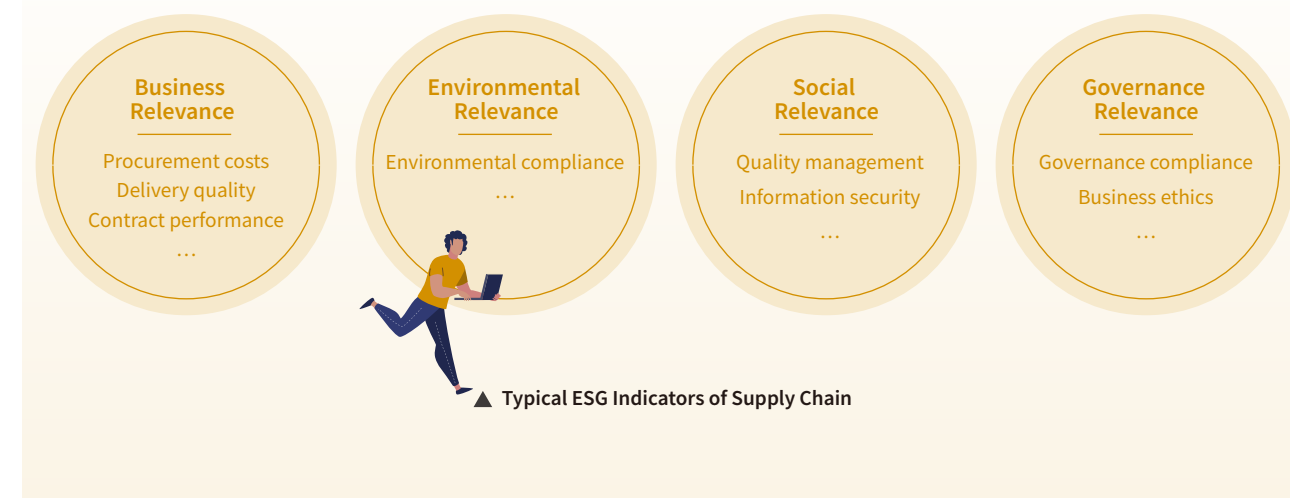 Business
Relevance
Procurement costs
Delivery quality
Contract performance
...
Environmental
Relevance
Environmental compliance
...
Social
Relevance
Quality management
Information security
...
Governance
Relevance
Governance compliance
Business ethics
...
▲ Typical ESG Indicators of Supply Chain